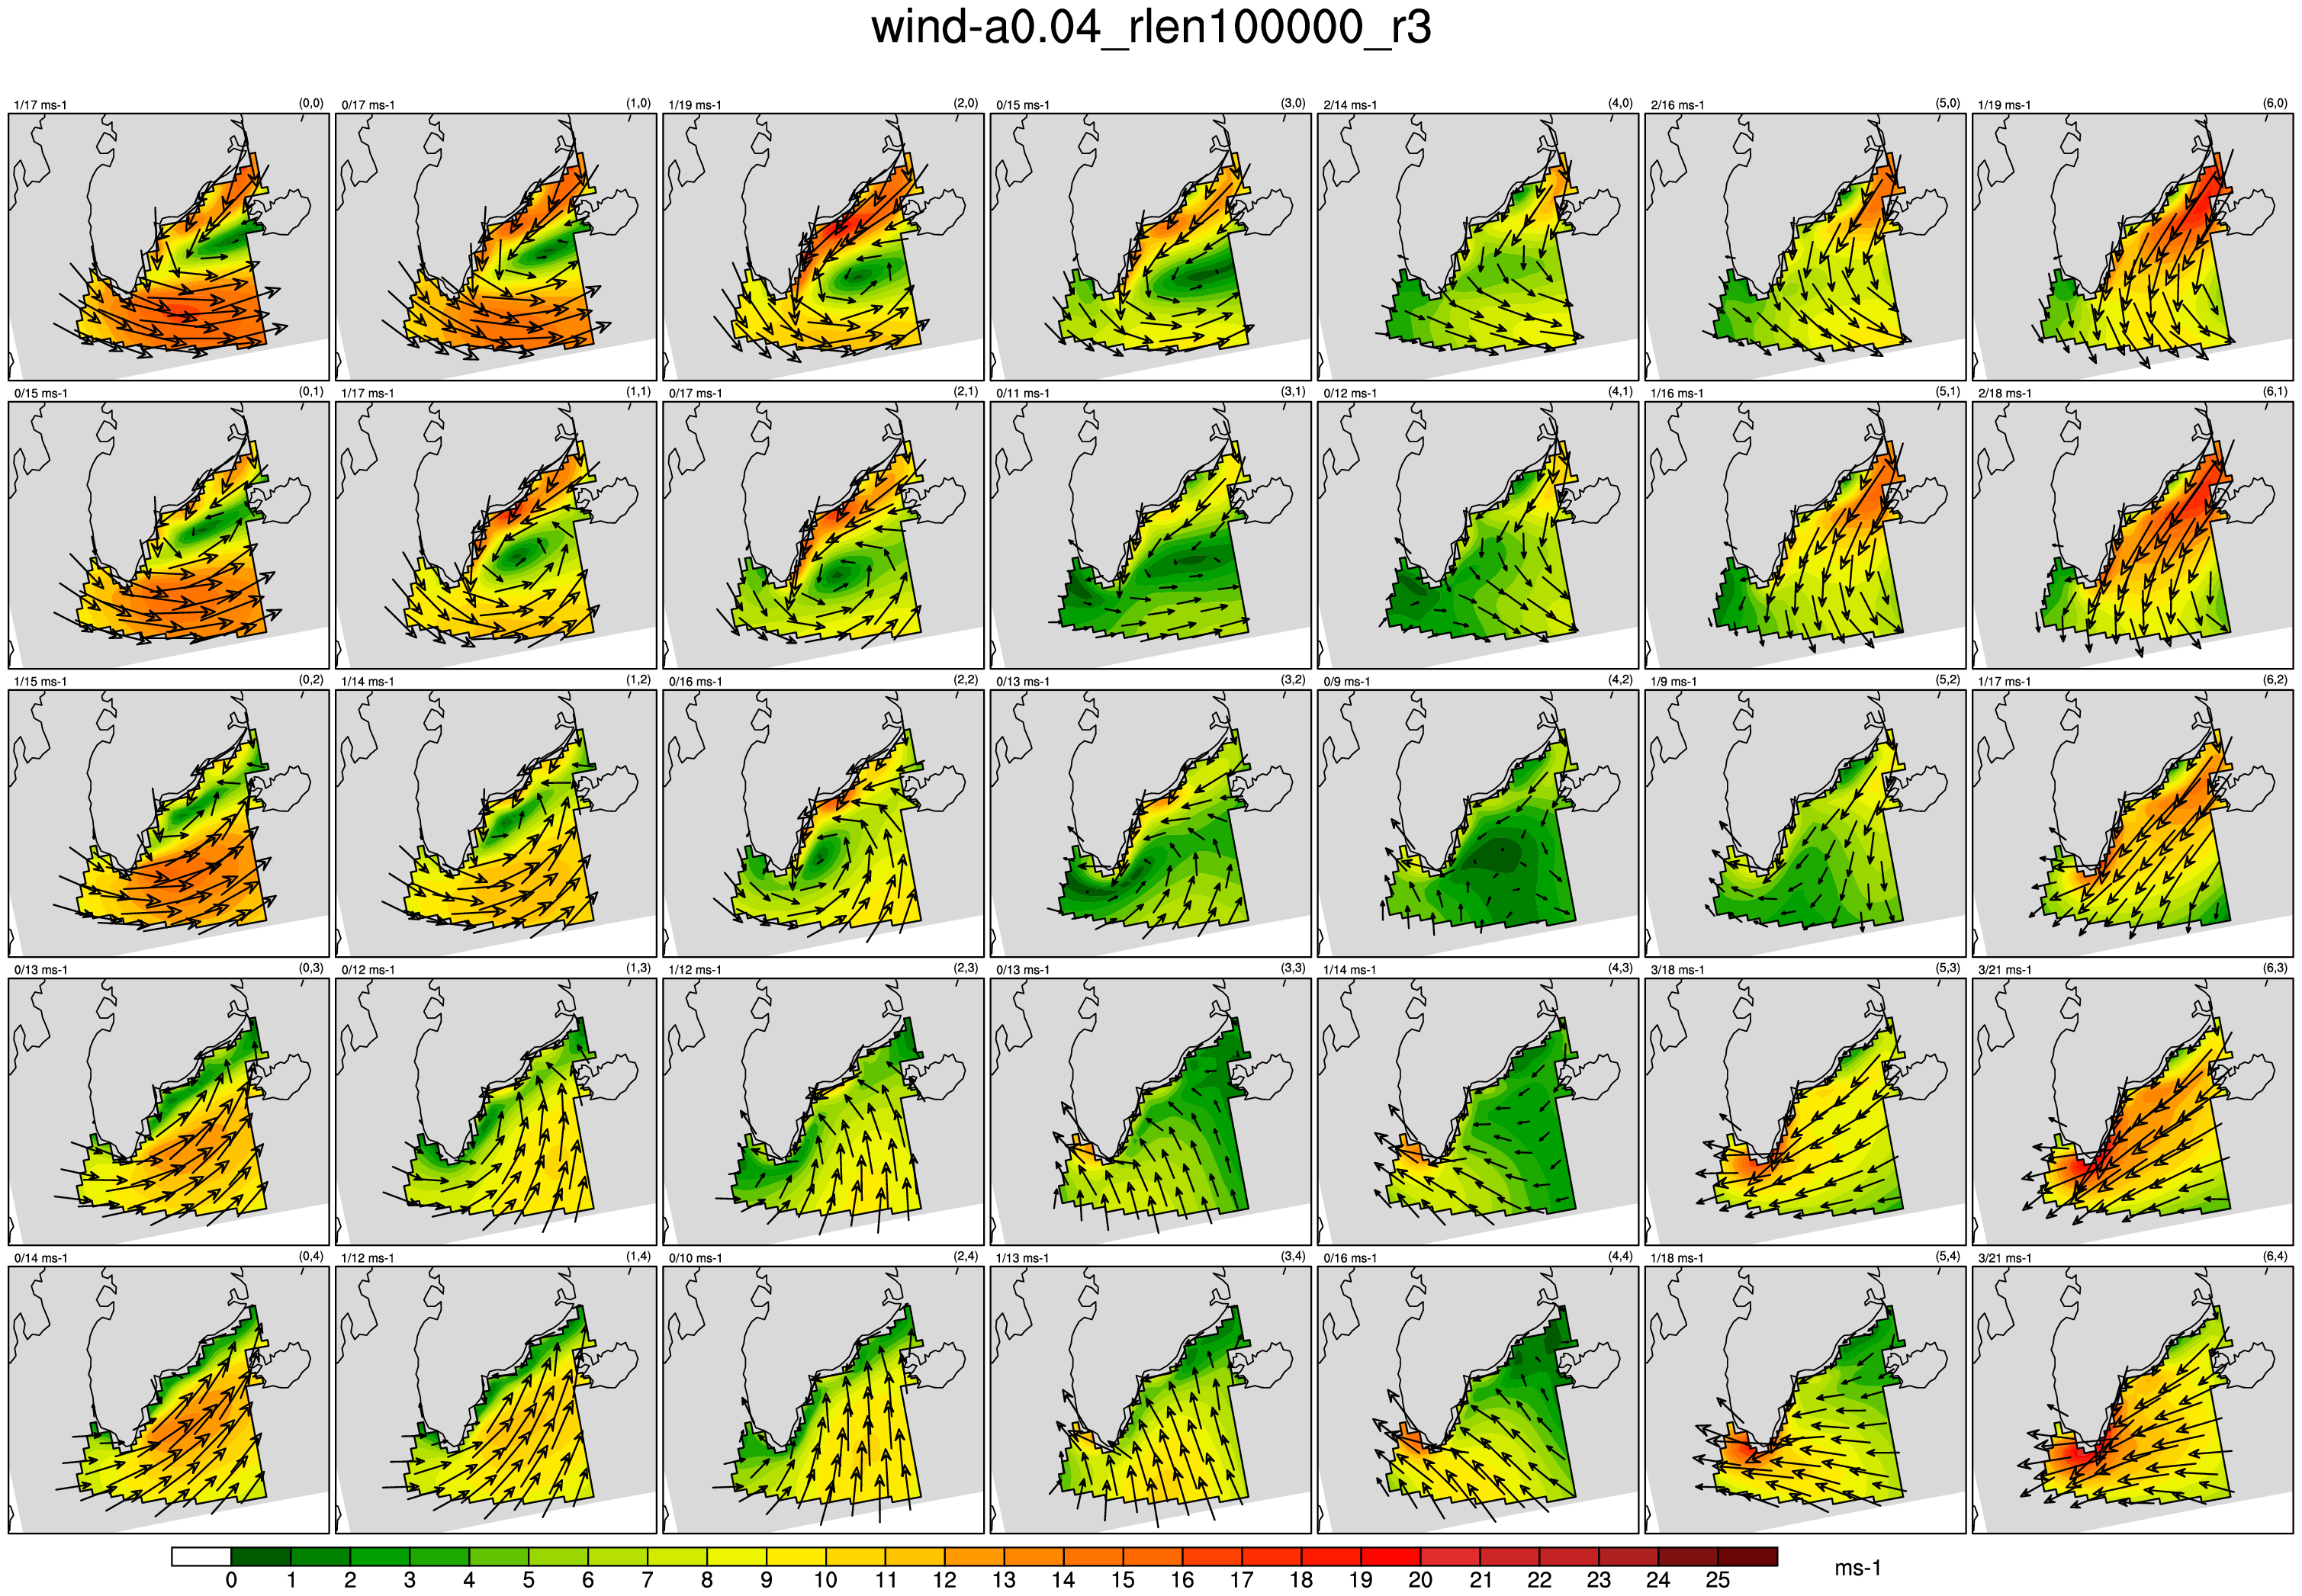 wind-a0.04_rlen100000_r3
1/17 ms-1 (0,0) 0/17 ms-1 (1,0) 1/19 ms-1 (2,0) 0/15 ms-1 (3,0) 2/14 ms-1 (4,0) 2/16 ms-1 (5,0) 1/19 ms-1 (6,0)
0/15 ms-1 (0,1) 1/17 ms-1 (1,1) 0/17 ms-1 (2,1) 0/11 ms-1 (3,1) 0/12 ms-1 (4,1) 1/16 ms-1 (5,1) 2/18 ms-1 (6,1)
1/15 ms-1 (0,2) 1/14 ms-1 (1,2) 0/16 ms-1 (2,2) 0/13 ms-1 (3,2) 0/9 ms-1 (4,2) 1/9 ms-1 (5,2) 1/17 ms-1 (6,2)
0/13 ms-1 (0,3) 0/12 ms-1 (1,3) 1/12 ms-1 (2,3) 0/13 ms-1 (3,3) 1/14 ms-1 (4,3) 3/18 ms-1 (5,3) 3/21 ms-1 (6,3)
0/14 ms-1 (0,4) 1/12 ms-1 (1,4) 0/10 ms-1 (2,4) 1/13 ms-1 (3,4) 0/16 ms-1 (4,4) 1/18 ms-1 (5,4) 3/21 ms-1 (6,4)
0 1 2 3 4 5 6 7 8 9 10 11 12 13 14 15 16 17 18 19 20 21 22 23 24 25 ms-1